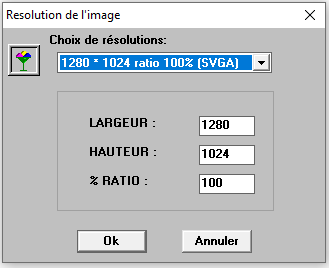 Resolution de l'image
Choix de résolutions:
1280 * 1024 ratio 100% (SVGA)
LARGEUR : 1280
HAUTEUR : 1024
% RATIO : 100
Ok Annuler